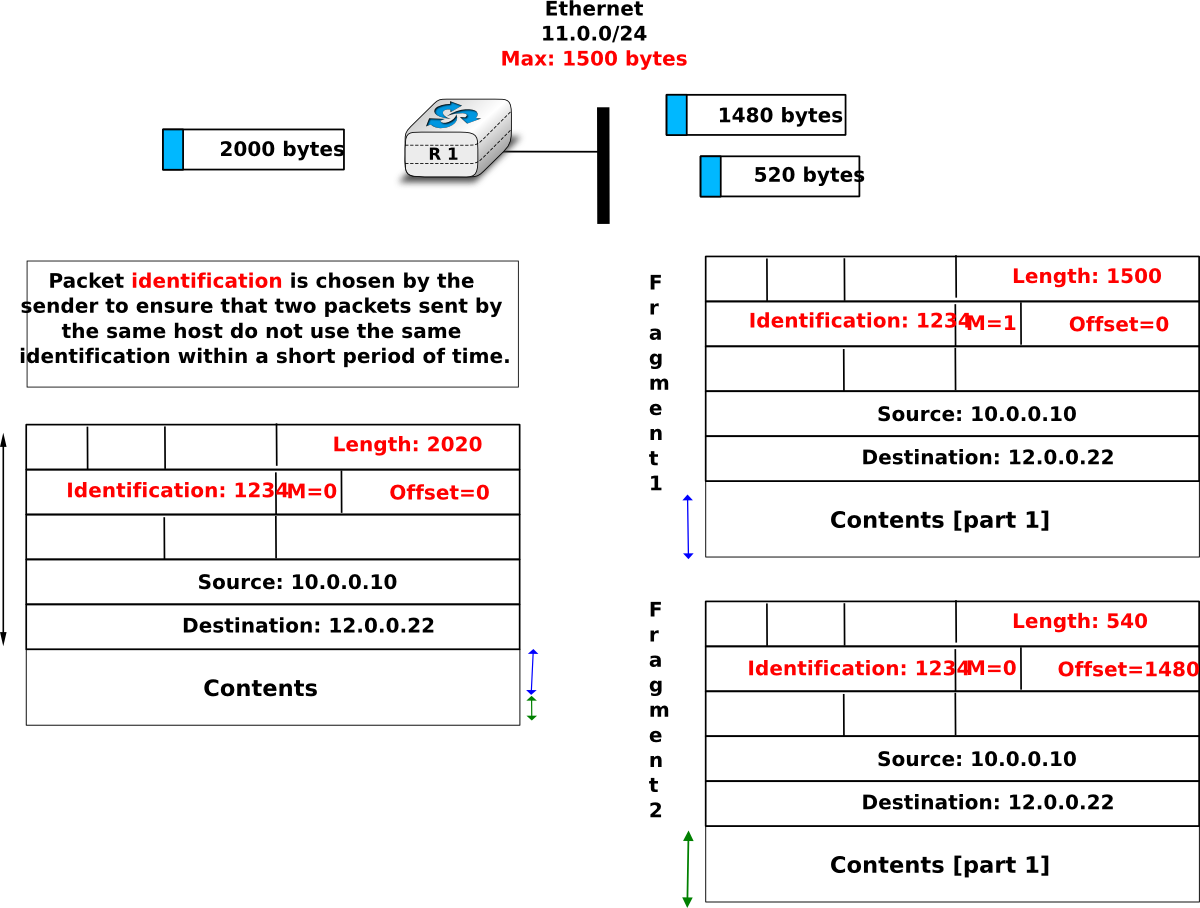 Ethernet
11.0.0/24
Max: 1500 bytes
2000 bytes
R 1
1480 bytes
520 bytes
Packet identification is chosen by the
sender to ensure that two packets sent by
the same host do not use the same
identification within a short period of time.
Length: 2020
Identification: 1234 M=0 Offset=0
Source: 10.0.0.10
Destination: 12.0.0.22
Contents
Fragment1
Length: 1500
Identification: 1234 M=1 Offset=0
Source: 10.0.0.10
Destination: 12.0.0.22
Contents [part 1]
Fragment2
Length: 540
Identification: 1234 M=0 Offset=1480
Source: 10.0.0.10
Destination: 12.0.0.22
Contents [part 1]